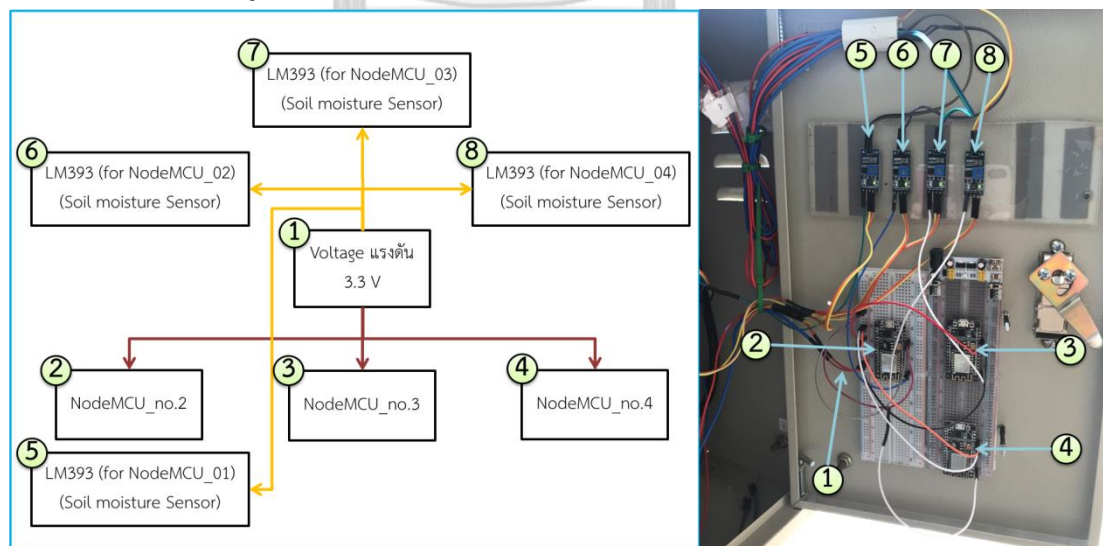 7
LM393 (for NodeMCU_03)
(Soil moisture Sensor)
6
LM393 (for NodeMCU_02)
(Soil moisture Sensor)
8
LM393 (for NodeMCU_04)
(Soil moisture Sensor)
1
Voltage แรงดัน
3.3 V
2
NodeMCU_no.2
3
NodeMCU_no.3
4
NodeMCU_no.4
5
LM393 (for NodeMCU_01)
(Soil moisture Sensor)
5
6
7
8
2
3
4
1